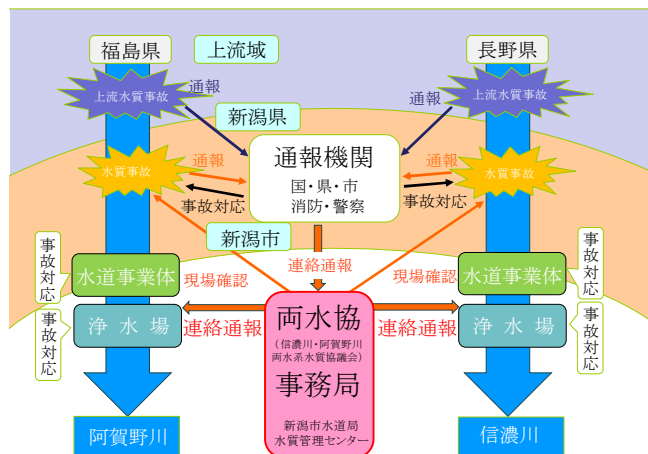 福島県
上流域
長野県
上流水質事故
通報
通報
上流水質事故
新潟県
通報機関
国・県・市
消防・警察
水質事故
通報
通報
水質事故
事故対応
事故対応
新潟市
連絡通報
事故対応
水道事業体
現場確認
現場確認
水道事業体
事故対応
事故対応
浄水場
連絡通報
両水協
(信濃川・阿賀野川
両水系水質協議会)
事務局
新潟市水道局
水質管理センター
連絡通報
浄水場
事故対応
阿賀野川
信濃川